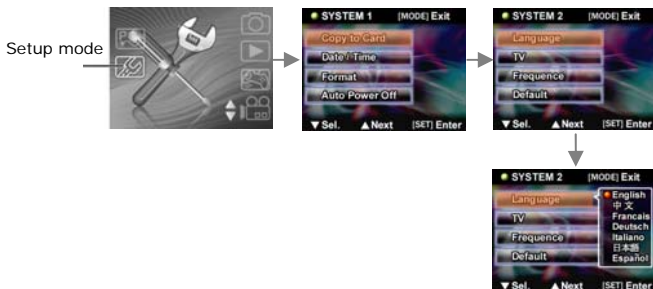 Setup mode
SYSTEM 1 [MODE] Exit
Copy to Card
Date / Time
Format
Auto Power Off
▼ Sel. ▲ Next [SET] Enter
SYSTEM 2 [MODE] Exit
Language
TV
Frequence
Default
▼ Sel. ▲ Next [SET] Enter
SYSTEM 2 [MODE] Exit
Language
TV
Frequence
Default
English
中文
Francais
Deutsch
Italiano
日本語
Español
▼ Sel. ▲ Next [SET] Enter